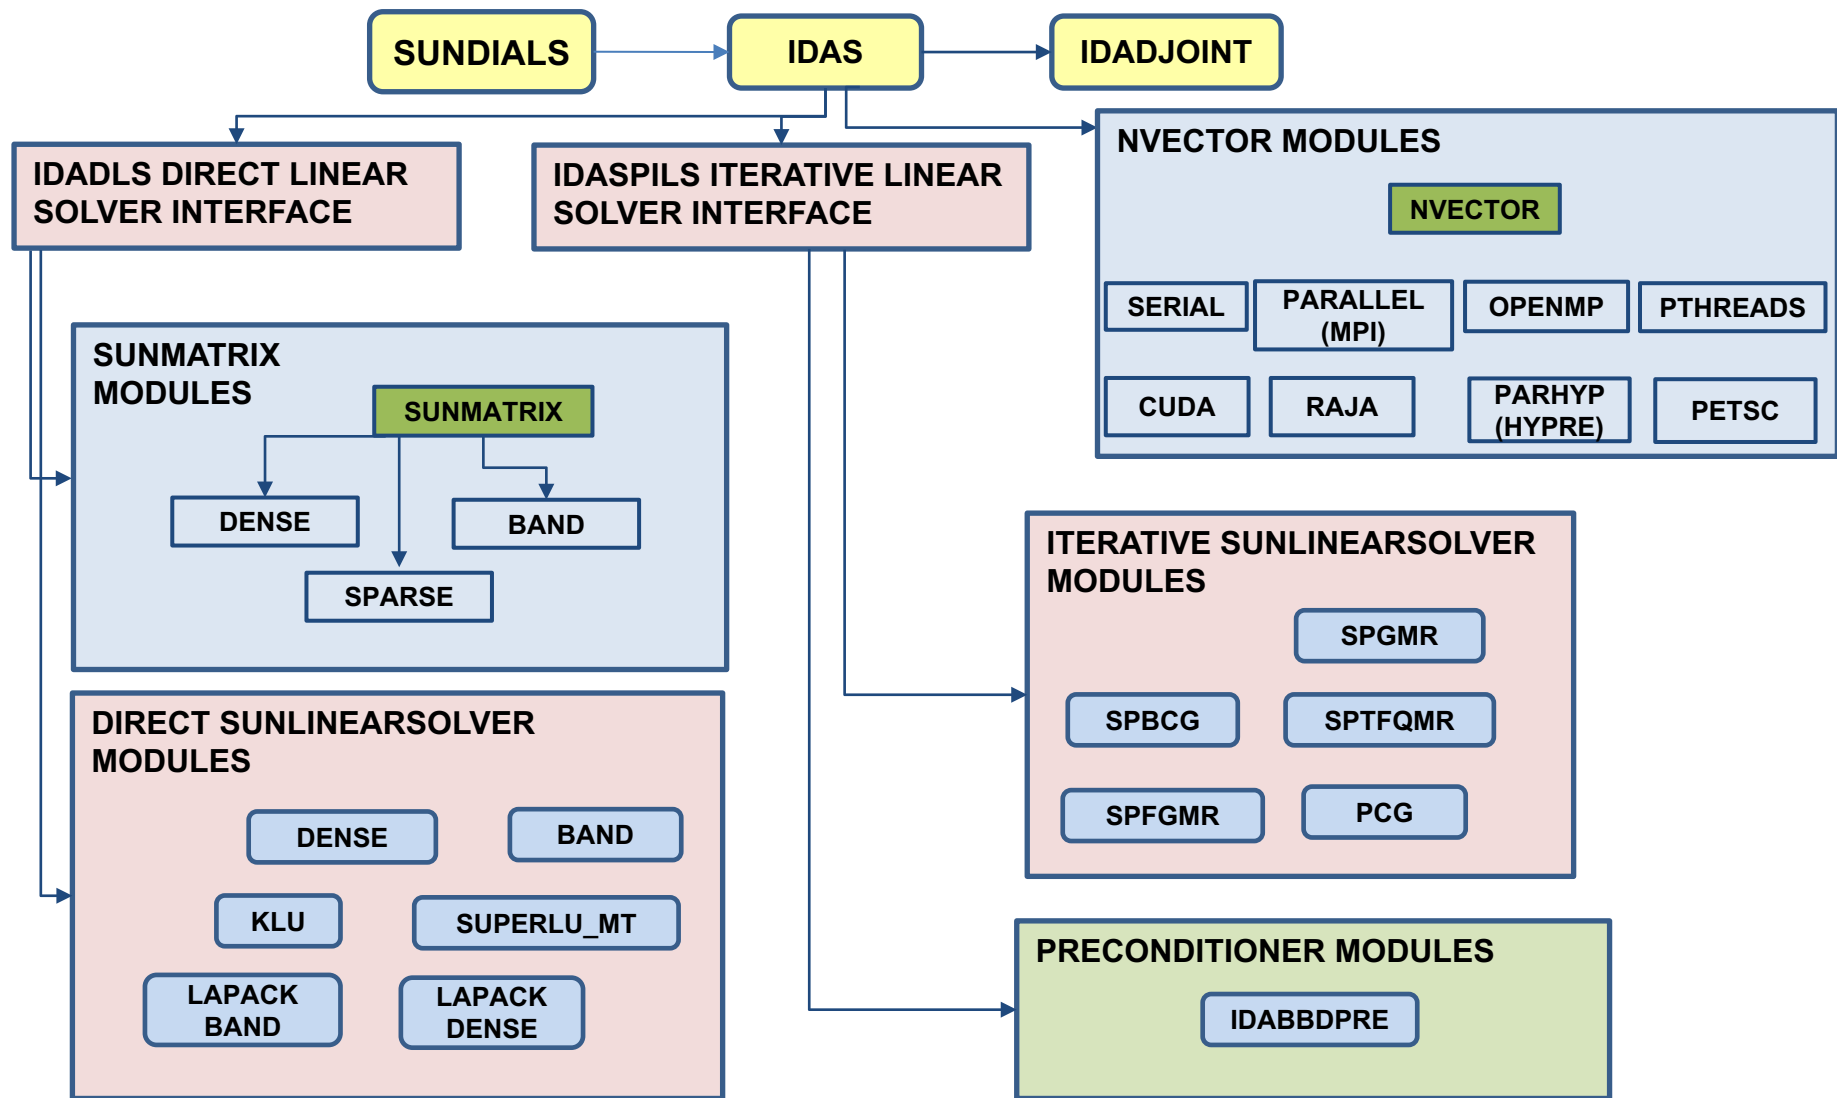 SUNDIALS
IDAS
IDADJOINT
IDADLS DIRECT LINEAR
SOLVER INTERFACE
IDASPILS ITERATIVE LINEAR
SOLVER INTERFACE
NVECTOR MODULES
NVECTOR
SERIAL
PARALLEL
(MPI)
OPENMP
PTHREADS
CUDA
RAJA
PARHYP
(HYPRE)
PETSC
SUNMATRIX
MODULES
SUNMATRIX
DENSE
BAND
SPARSE
DIRECT SUNLINEARSOLVER
MODULES
DENSE
BAND
KLU
SUPERLU_MT
LAPACK
BAND
LAPACK
DENSE
ITERATIVE SUNLINEARSOLVER
MODULES
SPGMR
SPBCG
SPTFQMR
SPFGMR
PCG
PRECONDITIONER MODULES
IDABBDPRE